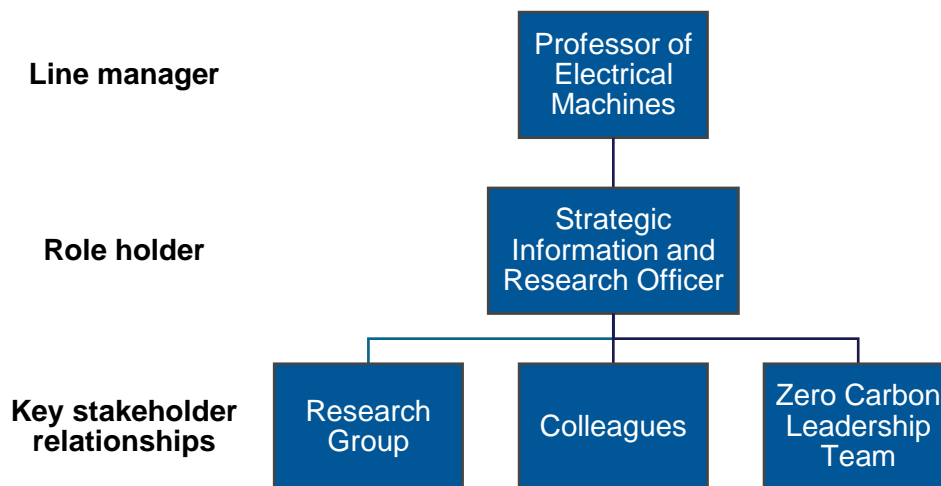 Line manager
Professor of
Electrical
Machines
Role holder
Strategic
Information and
Research Officer
Key stakeholder
relationships
Research
Group
Colleagues
Zero Carbon
Leadership
Team